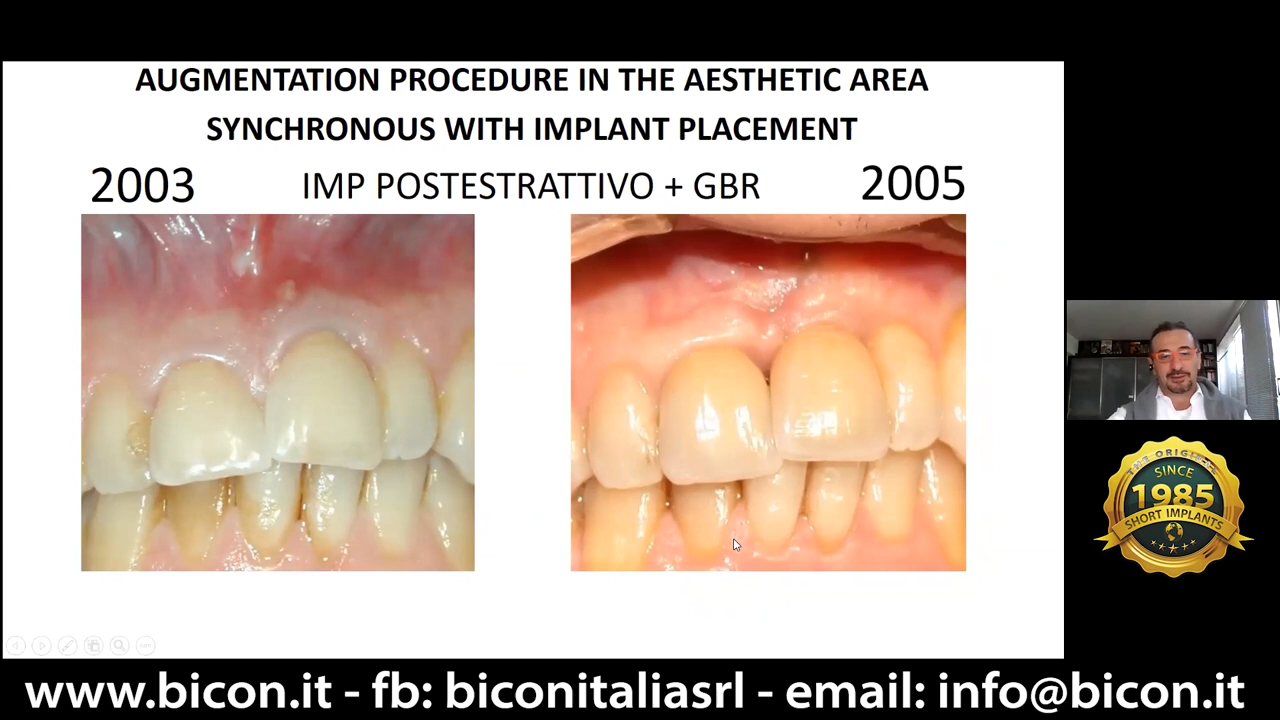 AUGMENTATION PROCEDURE IN THE AESTHETIC AREA
SYNCHRONOUS WITH IMPLANT PLACEMENT
2003
IMP POSTESTRATTIVO + GBR
2005
THE ORIGINAL
SINCE
1985
SHORT IMPLANTS
www.bicon.it - fb: biconitaliasrl - email: info@bicon.it